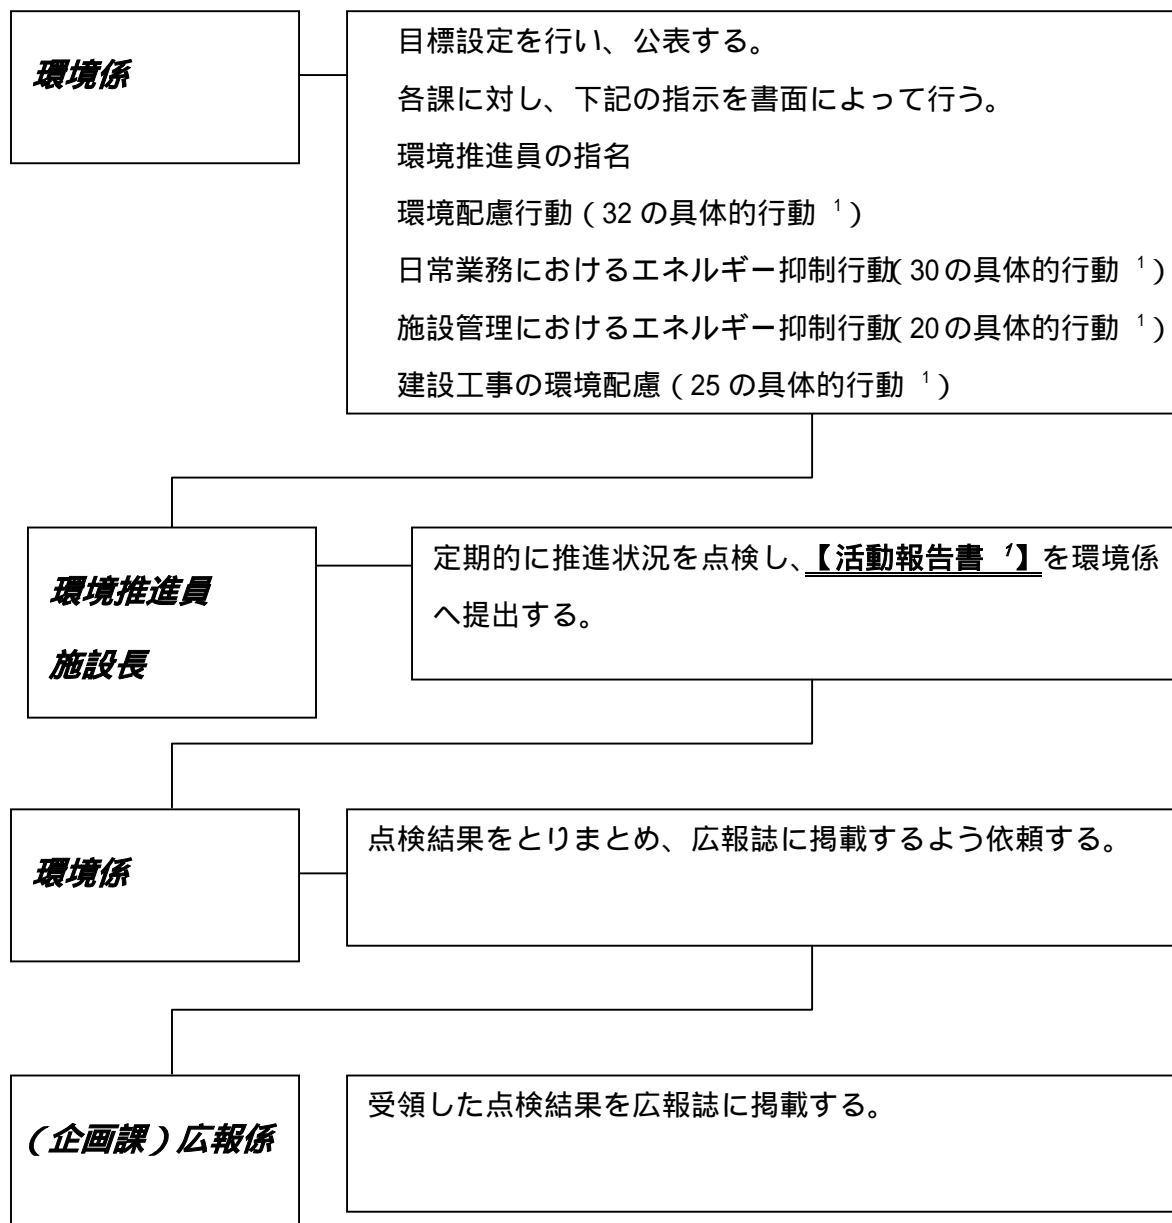 環境係
目標設定を行い、公表する。
各課に対し、下記の指示を書面によって行う。
環境推進員の指名
環境配慮行動(32の具体的行動 1)
日常業務におけるエネルギー抑制行動(30の具体的行動 1)
施設管理におけるエネルギー抑制行動(20の具体的行動 1)
建設工事の環境配慮(25の具体的行動 1)
環境推進員
施設長
定期的に推進状況を点検し、【活動報告書 1】を環境係
へ提出する。
環境係
点検結果をとりまとめ、広報誌に掲載するよう依頼する。
(企画課)広報係
受領した点検結果を広報誌に掲載する。